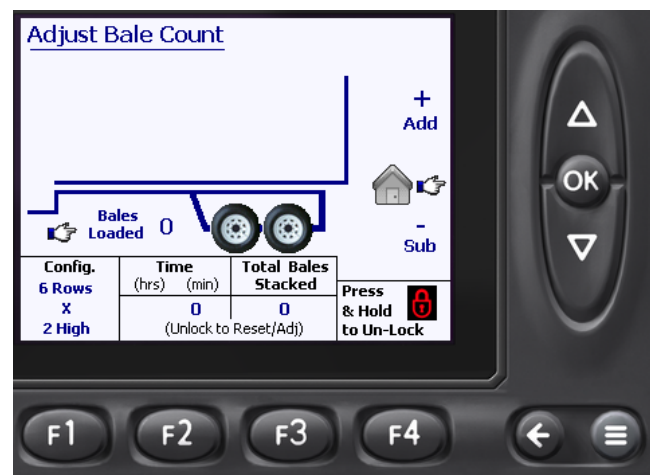 Adjust Bale Count
+
Add
OK
Bales
Loaded 0
-
Sub
Config.
6 Rows
X
2 High
Time
(hrs) (min)
0
Total Bales
Stacked
0
(Unlock to Reset/Adj)
Press
& Hold
to Un-Lock
F1 F2 F3 F4